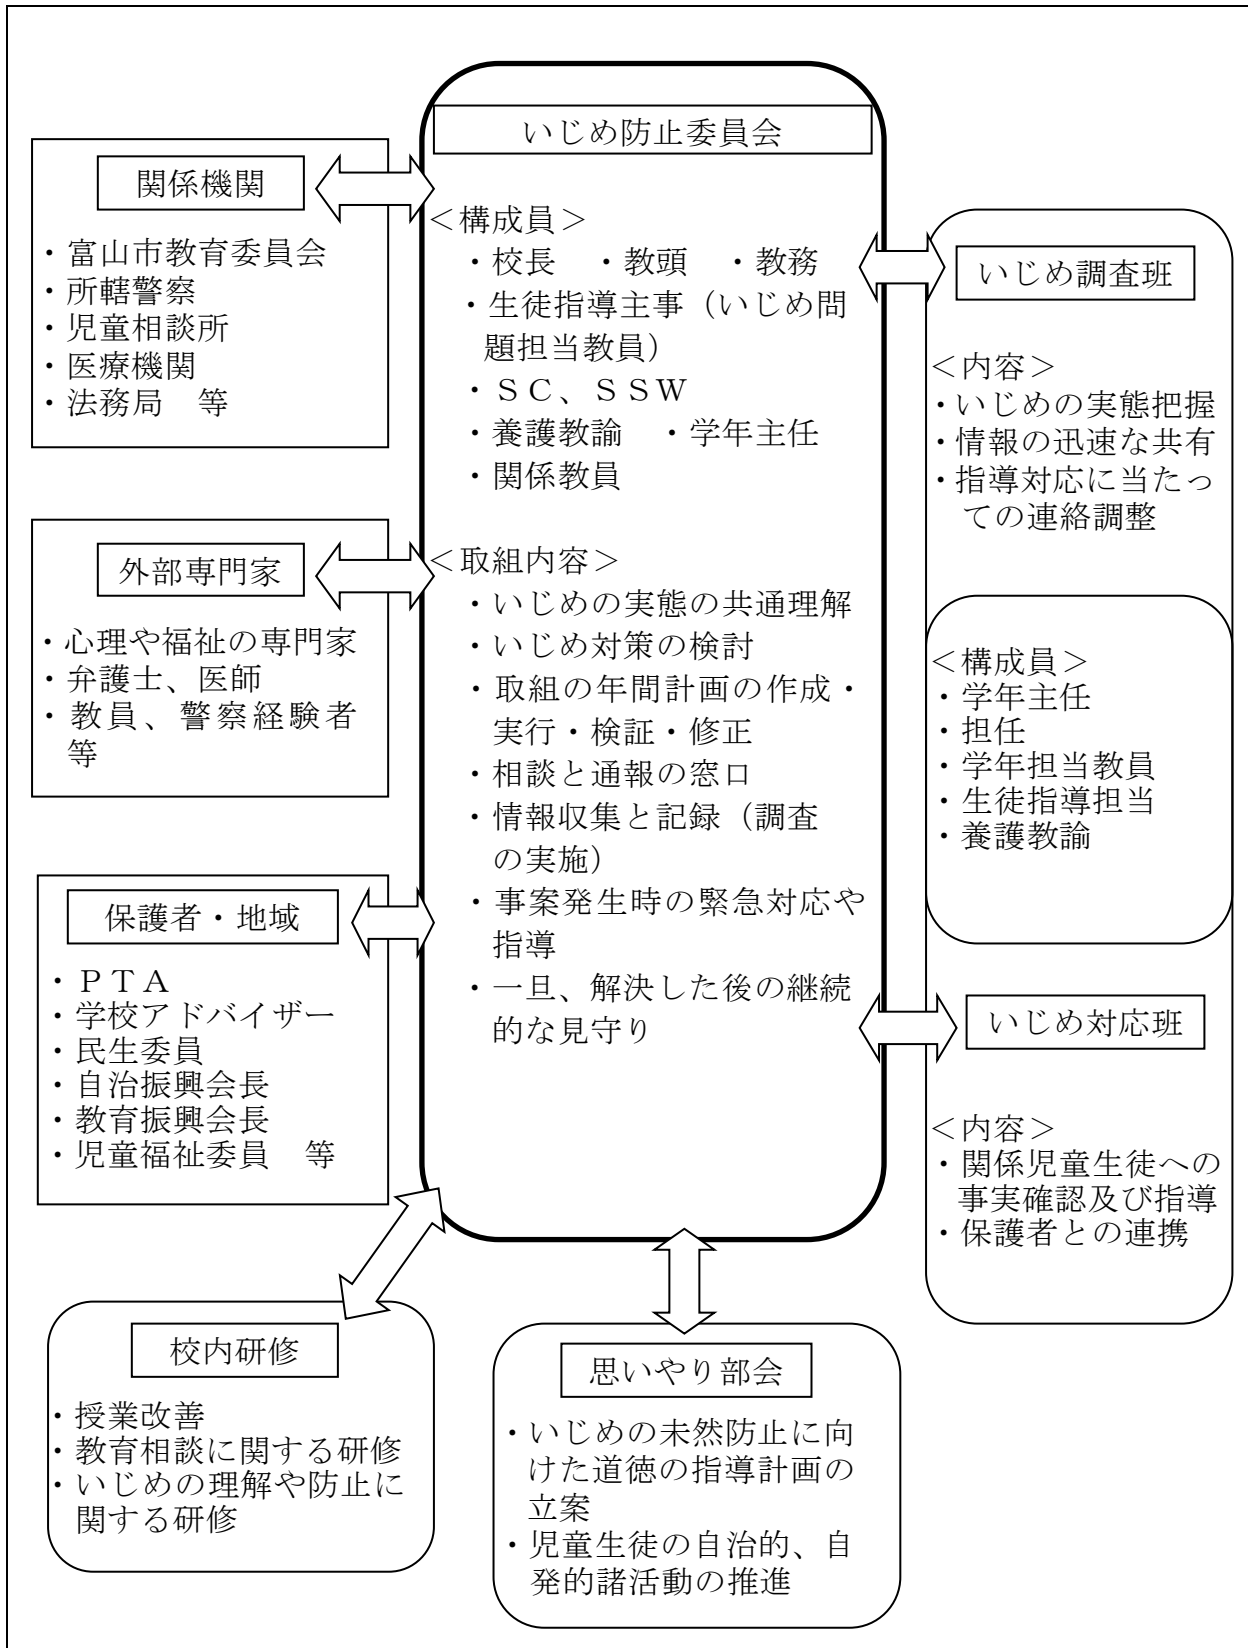 いじめ防止委員会
＜構成員＞
・校長　・教頭　・教務
・生徒指導主事（いじめ問
題担当教員）
・ＳＣ、ＳＳＷ
・養護教諭　・学年主任
・関係教員
＜取組内容＞
・いじめの実態の共通理解
・いじめ対策の検討
・取組の年間計画の作成・
実行・検証・修正
・相談と通報の窓口
・情報収集と記録（調査
の実施）
・事案発生時の緊急対応や
指導
・一旦、解決した後の継続
的な見守り
関係機関
・富山市教育委員会
・所轄警察
・児童相談所
・医療機関
・法務局　等
外部専門家
・心理や福祉の専門家
・弁護士、医師
・教員、警察経験者
等
保護者・地域
・ＰＴＡ
・学校アドバイザー
・民生委員
・自治振興会長
・教育振興会長
・児童福祉委員　等
いじめ調査班
＜内容＞
・いじめの実態把握
・情報の迅速な共有
・指導対応に当たっ
ての連絡調整
＜構成員＞
・学年主任
・担任
・学年担当教員
・生徒指導担当
・養護教諭
いじめ対応班
＜内容＞
・関係児童生徒への
事実確認及び指導
・保護者との連携
校内研修
・授業改善
・教育相談に関する研修
・いじめの理解や防止に
関する研修
思いやり部会
・いじめの未然防止に向
けた道徳の指導計画の
立案
・児童生徒の自治的、自
発的諸活動の推進